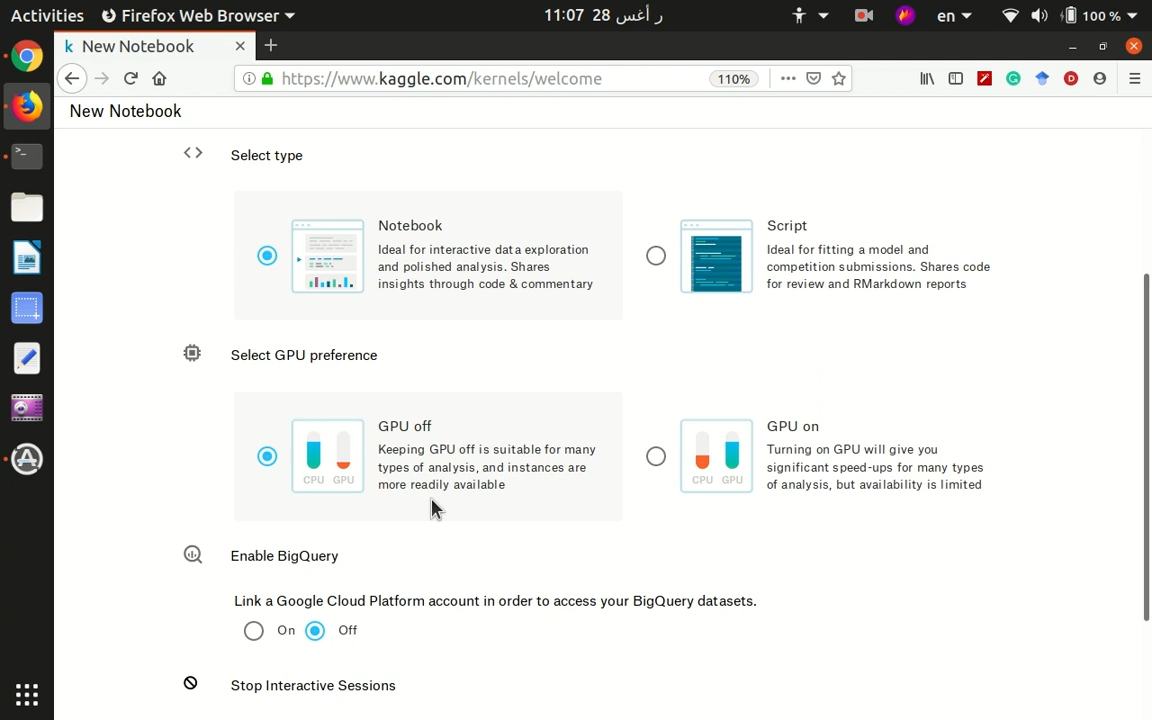 Activities Firefox Web Browser 11:07 28 ر أغس en 100 %
k New Notebook
https://www.kaggle.com/kernels/welcome 110%
New Notebook
Select type
Notebook
Ideal for interactive data exploration
and polished analysis. Shares
insights through code & commentary
Script
Ideal for fitting a model and
competition submissions. Shares code
for review and RMarkdown reports
Select GPU preference
CPU GPU
GPU off
Keeping GPU off is suitable for many
types of analysis, and instances are
more readily available
CPU GPU
GPU on
Turning on GPU will give you
significant speed-ups for many types
of analysis, but availability is limited
Enable BigQuery
Link a Google Cloud Platform account in order to access your BigQuery datasets.
On Off
Stop Interactive Sessions